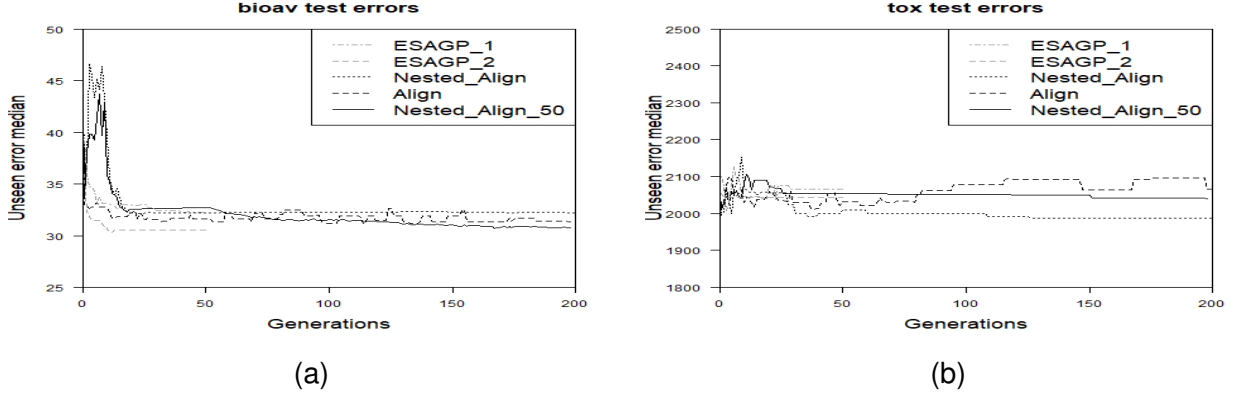 bioav test errors
Unseen error median
50
45
40
35
30
25
ESAGP_1
ESAGP_2
Nested_Align
Align
Nested_Align_50
0
50
100
150
200
Generations
(a)
tox test errors
Unseen error median
2500
2400
2300
2200
2100
2000
1900
1800
ESAGP_1
ESAGP_2
Nested_Align
Align
Nested_Align_50
0
50
100
150
200
Generations
(b)